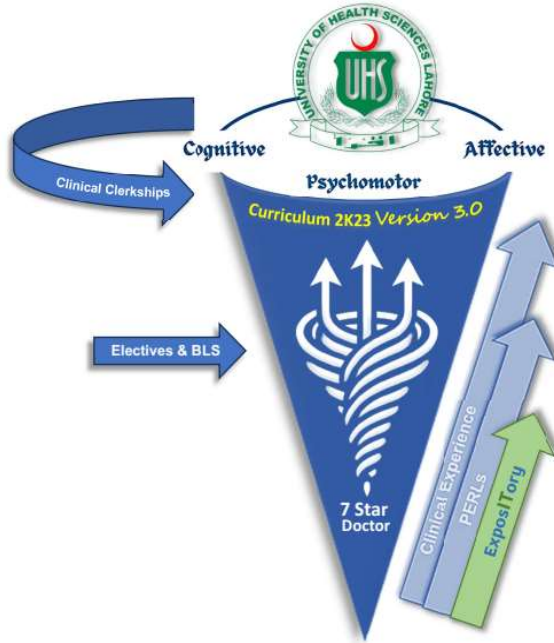 UNIVERSITY OF HEALTH SCIENCES LAHORE
UHS
اقرا
Cognitive
Affective
Psychomotor
Clinical Clerkships
Curriculum 2K23 Version 3.0
Electives & BLS
7 Star
Doctor
Clinical Experience
PERLs
ExposITory